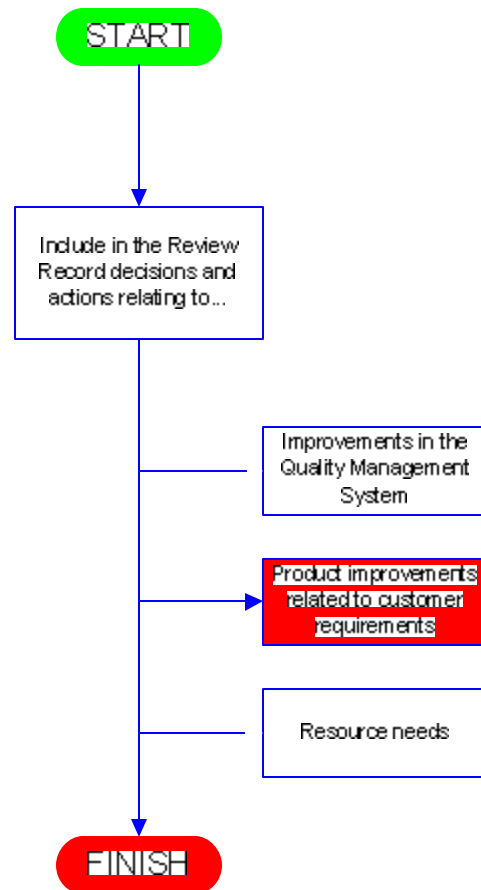 START
Include in the Review
Record decisions and
actions relating to...
Improvements in the
Quality Management
System
Product improvements
related to customer
requirements
Resource needs
FINISH